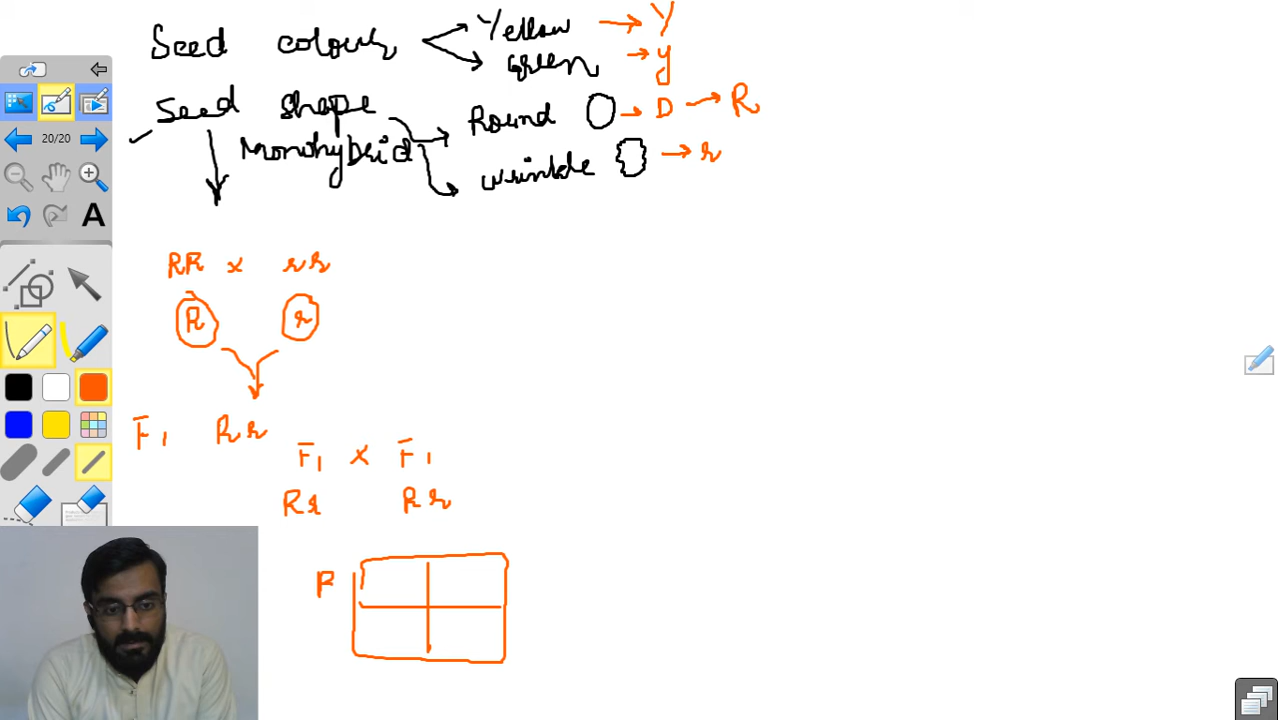 Seed colour Yellow → Y
green → y
Seed shape Round → D → R
Monohybrid wrinkle → r
20/20
A
RR x rr
R r
F1 Rr
F1 x F1
Rr Rr
R